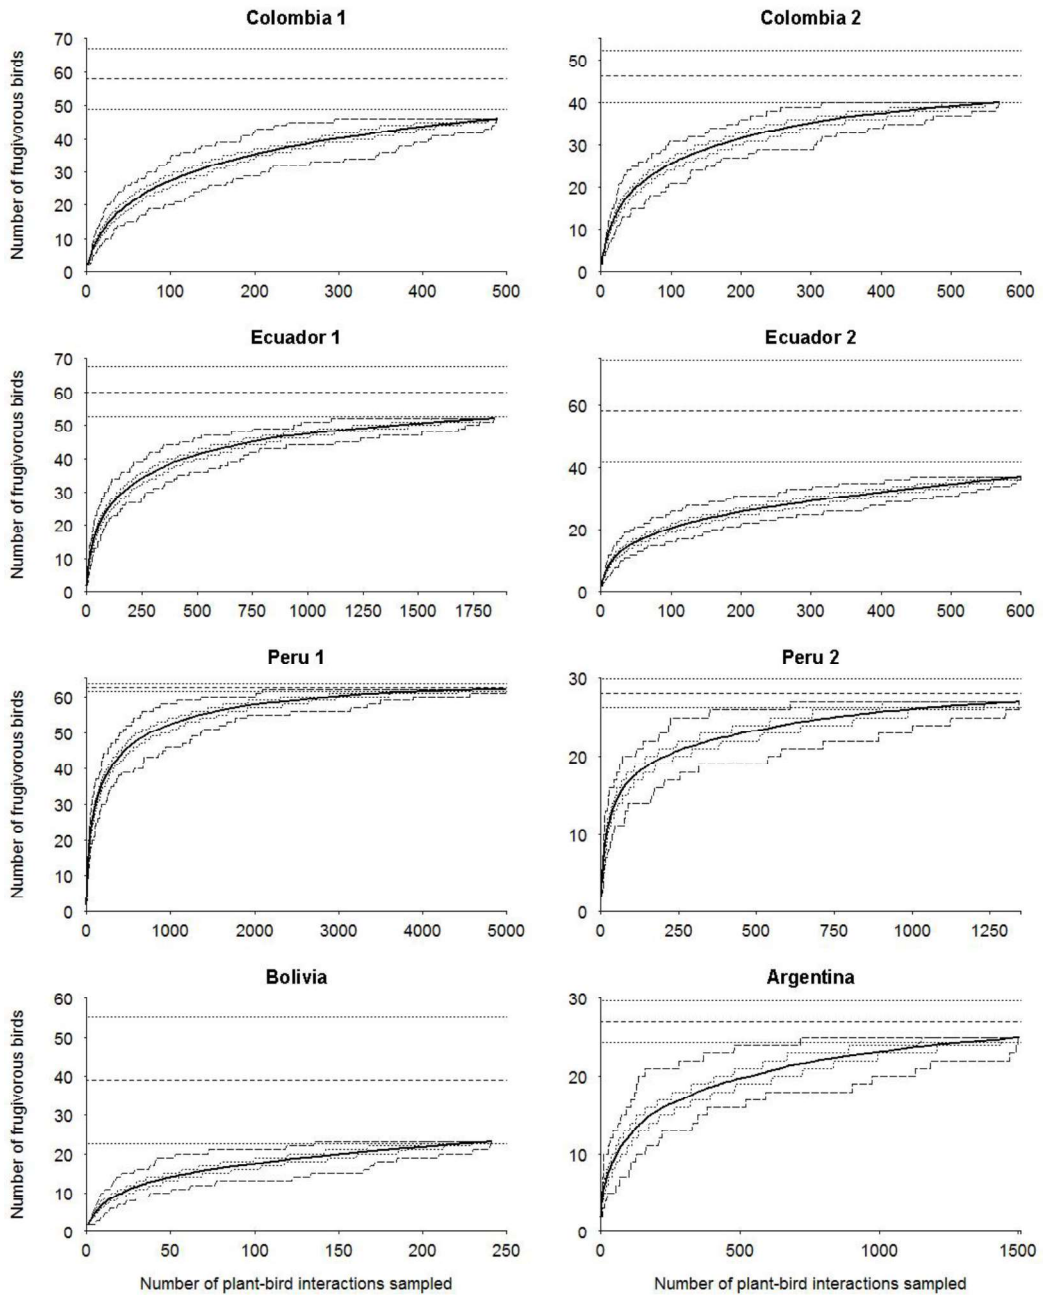 Colombia 1
Colombia 2
Number of frugivorous birds
70
60
50
40
30
20
10
0
0 100 200 300 400 500
50
40
30
20
10
0
0 100 200 300 400 500 600
Ecuador 1
Ecuador 2
Number of frugivorous birds
70
60
50
40
30
20
10
0
0 250 500 750 1000 1250 1500 1750
60
40
20
0
0 100 200 300 400 500 600
Peru 1
Peru 2
Number of frugivorous birds
60
50
40
30
20
10
0
0 1000 2000 3000 4000 5000
30
20
10
0
0 250 500 750 1000 1250
Bolivia
Argentina
Number of frugivorous birds
60
50
40
30
20
10
0
0 50 100 150 200 250
30
20
10
0
0 500 1000 1500
Number of plant-bird interactions sampled
Number of plant-bird interactions sampled